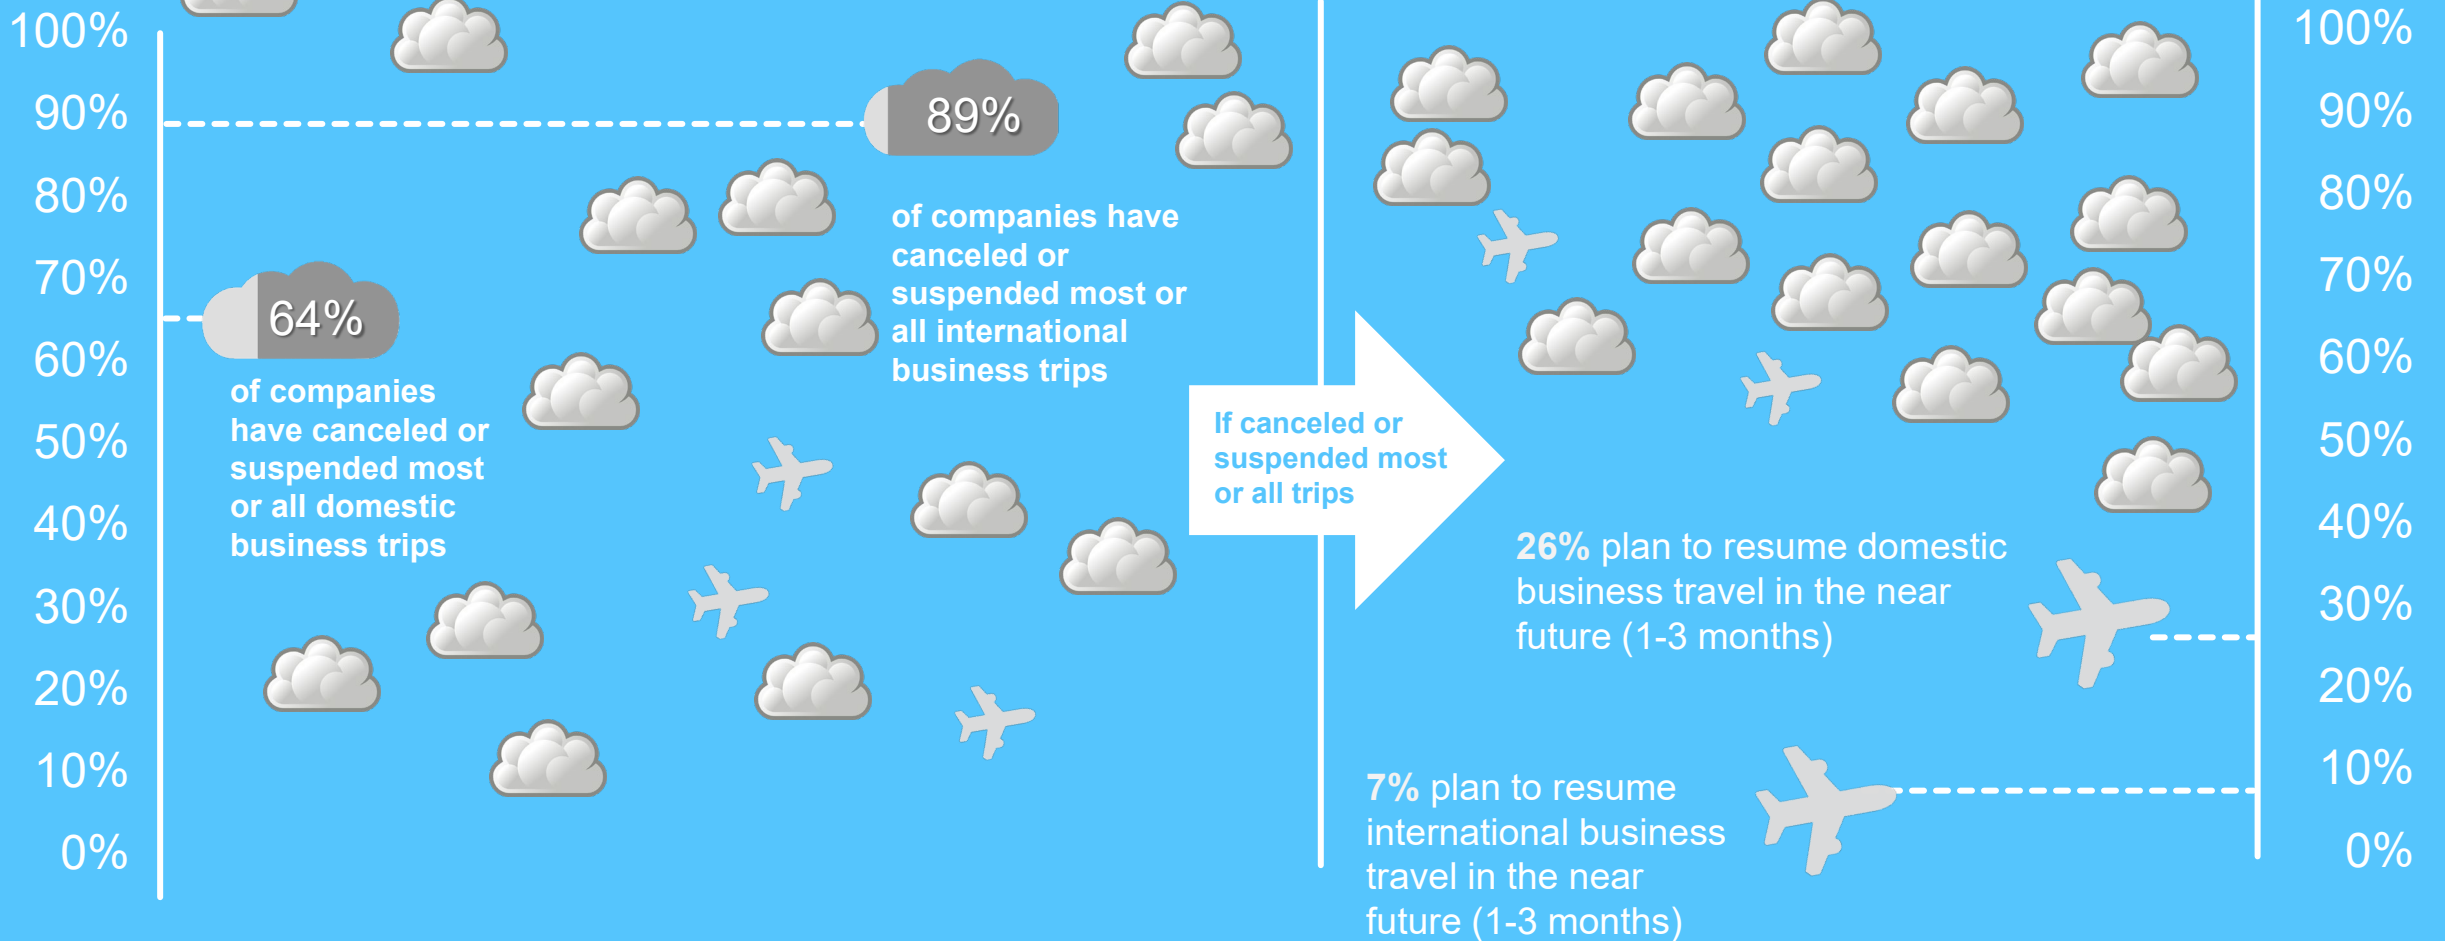 100%
90%
80%
70%
60%
50%
40%
30%
20%
10%
0%
64%
of companies
have canceled or
suspended most
or all domestic
business trips
89%
of companies have
canceled or
suspended most or
all international
business trips
If canceled or
suspended most
or all trips
26% plan to resume domestic
business travel in the near
future (1-3 months)
7% plan to resume
international business
travel in the near
future (1-3 months)
100%
90%
80%
70%
60%
50%
40%
30%
20%
10%
0%